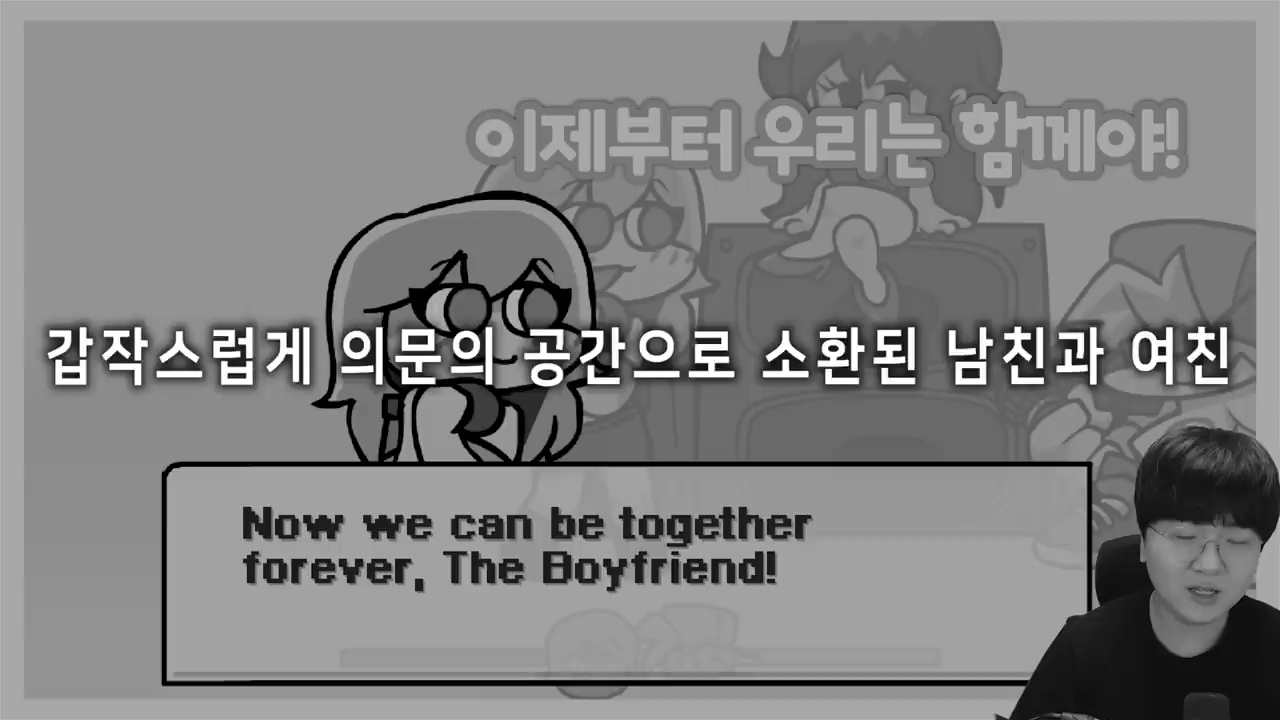 이제부터 우리는 함께야!
갑작스럽게 의문의 공간으로 소환된 남친과 여친
Now we can be together
forever, The Boyfriend!